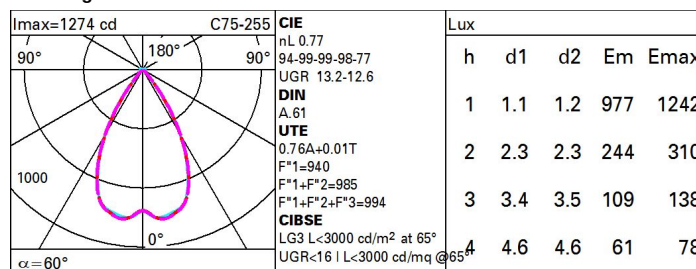 Imax=1274 cd C75-255
90° 180° 90°
1000
0°
α=60°
CIE
nL 0.77
94-99-99-98-77
UGR 13.2-12.6
DIN
A.61
UTE
0.76A+0.01T
F"1=940
F"1+F"2=985
F"1+F"2+F"3=994
CIBSE
LG3 L<3000 cd/m² at 65°
UGR<16 | L<3000 cd/mq @65°
Lux
h d1 d2 Em Emax
1 1.1 1.2 977 1242
2 2.3 2.3 244 310
3 3.4 3.5 109 138
4 4.6 4.6 61 78